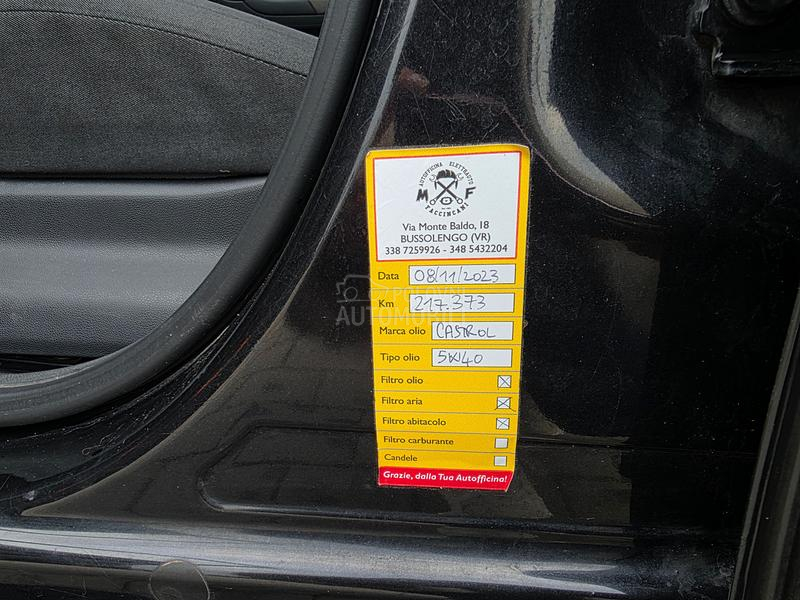 AUTOFFICINA ELETTRAUTO
M F
FACCINCANI
Via Monte Baldo, 18
BUSSOLENGO (VR)
338 7259926 - 348 5432204
Data 08/11/2023
Km 217.373
POLOVNI
AUTOMOBILI
Marca olio CASTROL
Tipo olio 5W40
Filtro olio
Filtro aria
Filtro abitacolo
Filtro carburante
Candele
Grazie, dalla Tua Autofficina!